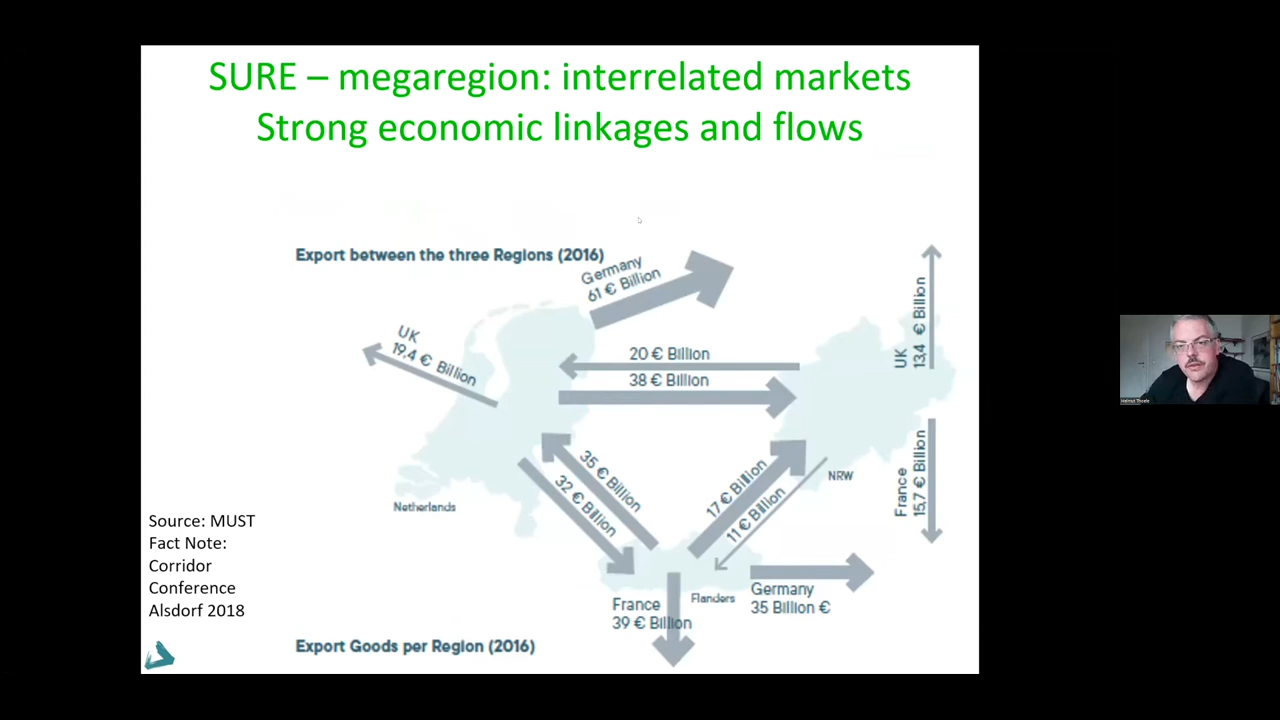 SURE – megaregion: interrelated markets
Strong economic linkages and flows
Export between the three Regions (2016)
Germany
61 € Billion
UK
19,4 € Billion
20 € Billion
38 € Billion
UK
13,4 € Billion
35 € Billion
32 € Billion
17 € Billion
11 € Billion
NRW
France
15,7 € Billion
Netherlands
Source: MUST
Fact Note:
Corridor
Conference
Alsdorf 2018
France
39 € Billion
Flanders
Germany
35 Billion €
Export Goods per Region (2016)
Helmut Thoele